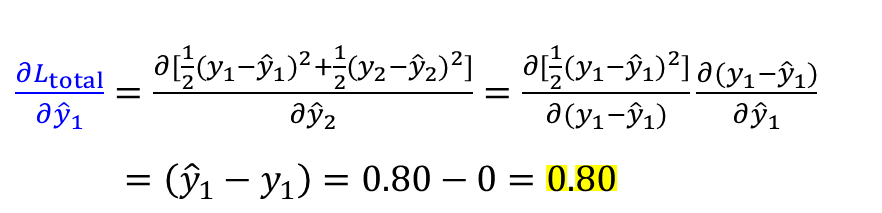 ∂L_total/∂ŷ₁ = ∂[½(y₁−ŷ₁)²+½(y₂−ŷ₂)²]/∂ŷ₂ = ∂[½(y₁−ŷ₁)²]/∂(y₁−ŷ₁) ∂(y₁−ŷ₁)/∂ŷ₁
= (ŷ₁ − y₁) = 0.80 − 0 = 0.80